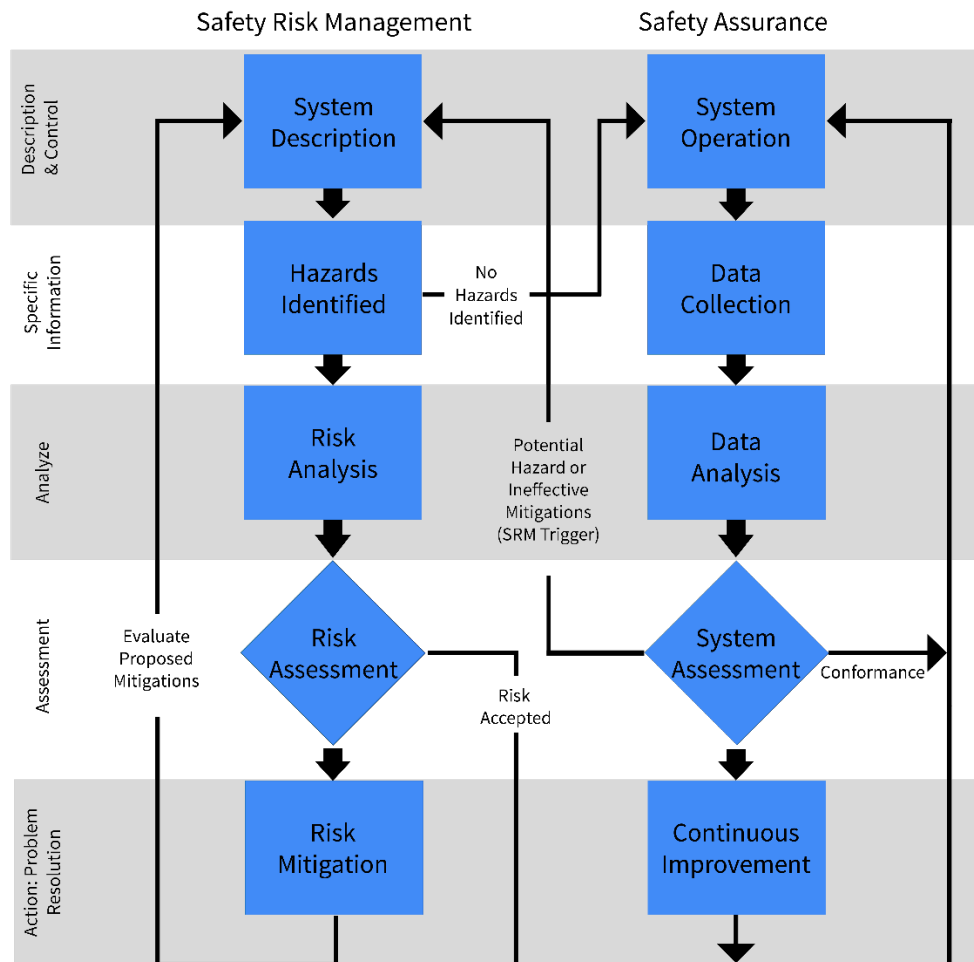 Safety Risk Management
Safety Assurance
Description
& Control
System
Description
System
Operation
Specific
Information
Hazards
Identified
No
Hazards
Identified
Data
Collection
Analyze
Risk
Analysis
Potential
Hazard or
Ineffective
Mitigations
(SRM Trigger)
Data
Analysis
Assessment
Evaluate
Proposed
Mitigations
Risk
Assessment
Risk
Accepted
System
Assessment
Conformance
Action: Problem
Resolution
Risk
Mitigation
Continuous
Improvement